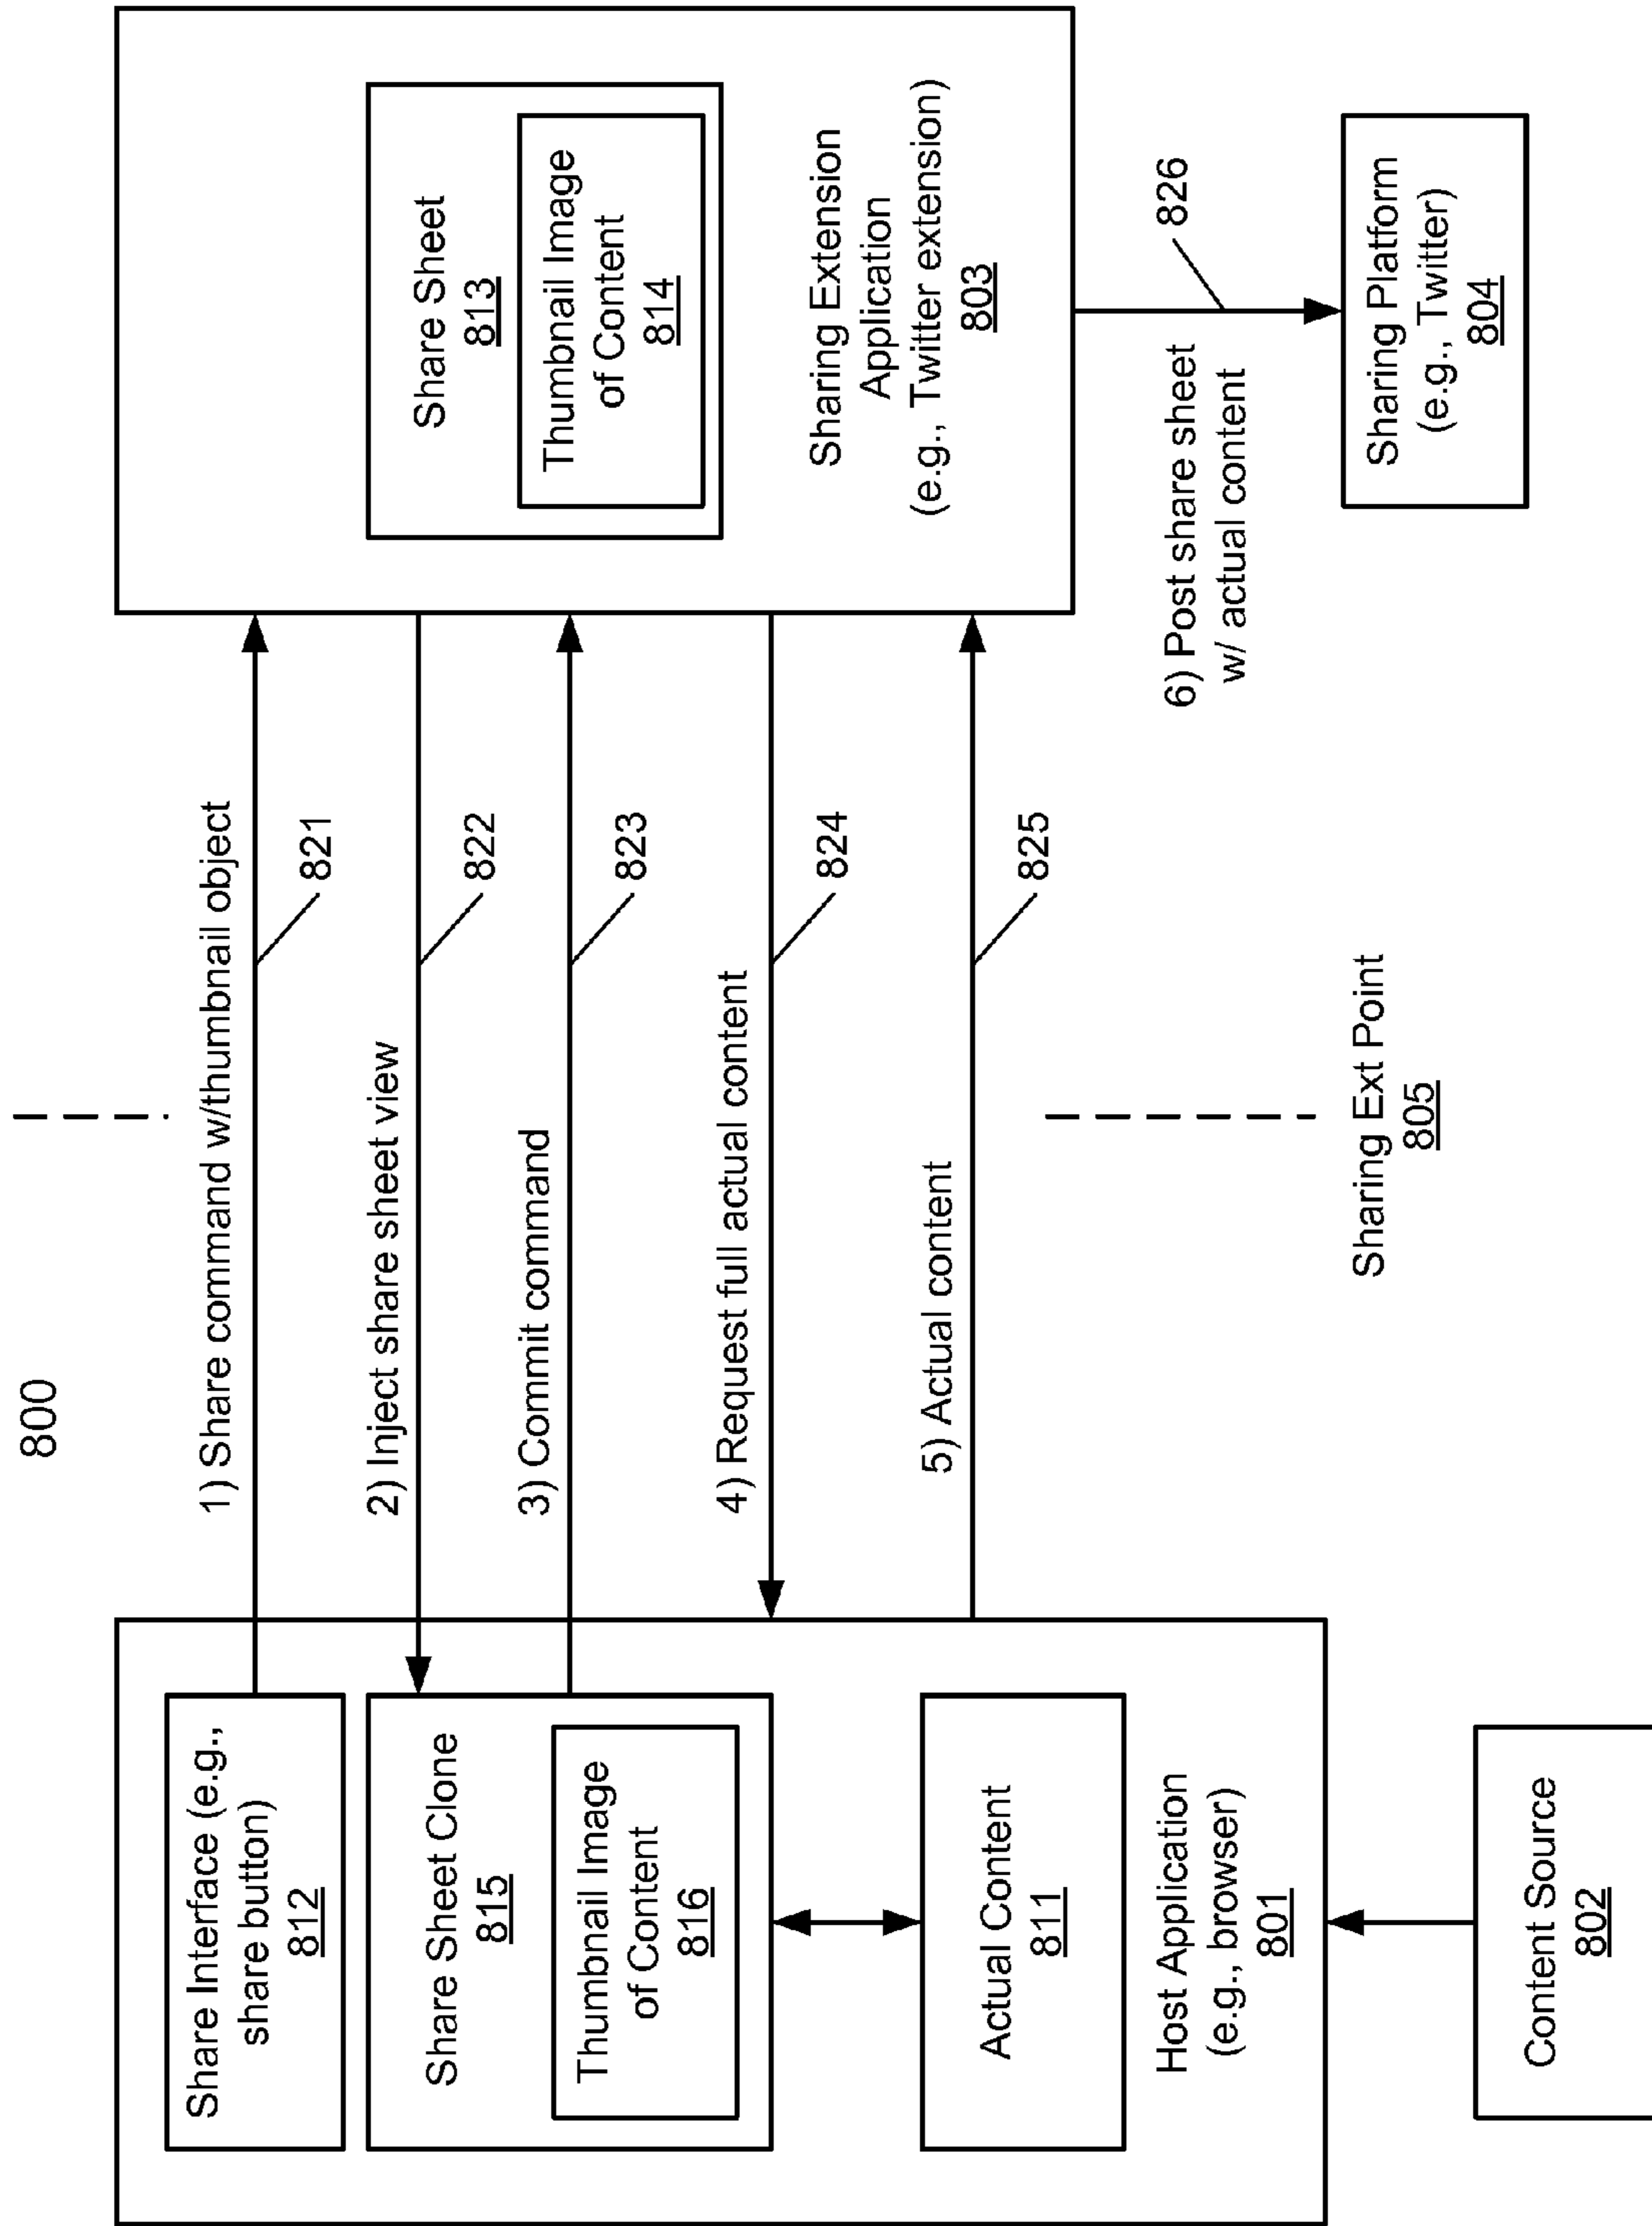 800
Share Interface (e.g.,
share button)
812
Share Sheet Clone
815
Thumbnail Image
of Content
816
Actual Content
811
Host Application
(e.g., browser)
801
Content Source
802
1) Share command w/thumbnail object
821
2) Inject share sheet view
822
3) Commit command
823
4) Request full actual content
824
5) Actual content
825
Sharing Ext Point
805
Share Sheet
813
Thumbnail Image
of Content
814
Sharing Extension
Application
(e.g., Twitter extension)
803
6) Post share sheet
w/ actual content
826
Sharing Platform
(e.g., Twitter)
804